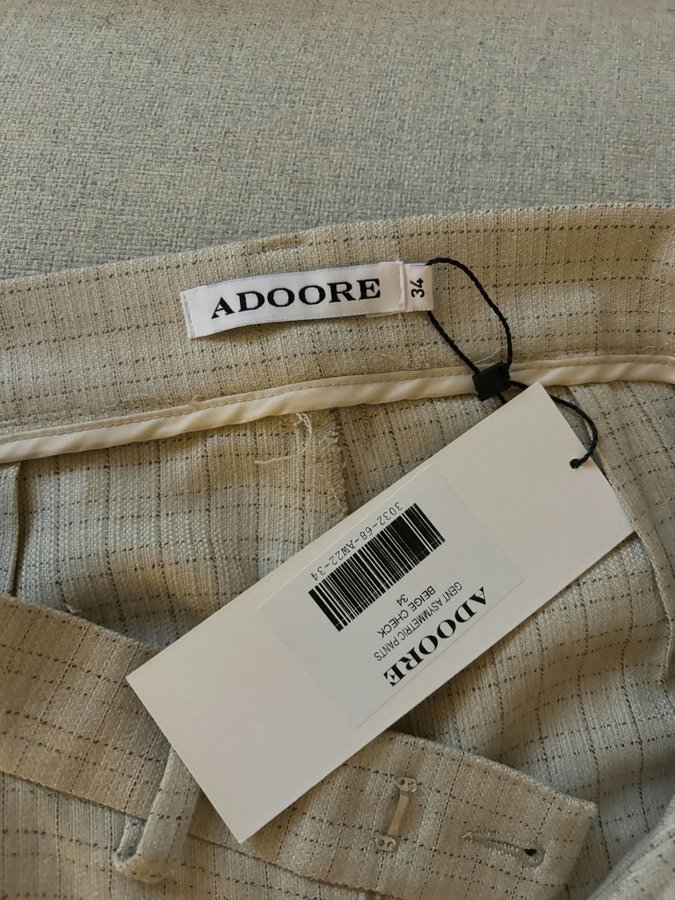 ADOORE
34
ADOORE
GENT ASYMMETRIC PANTS
BEIGE CHECK
34
3032-68-AW22-34